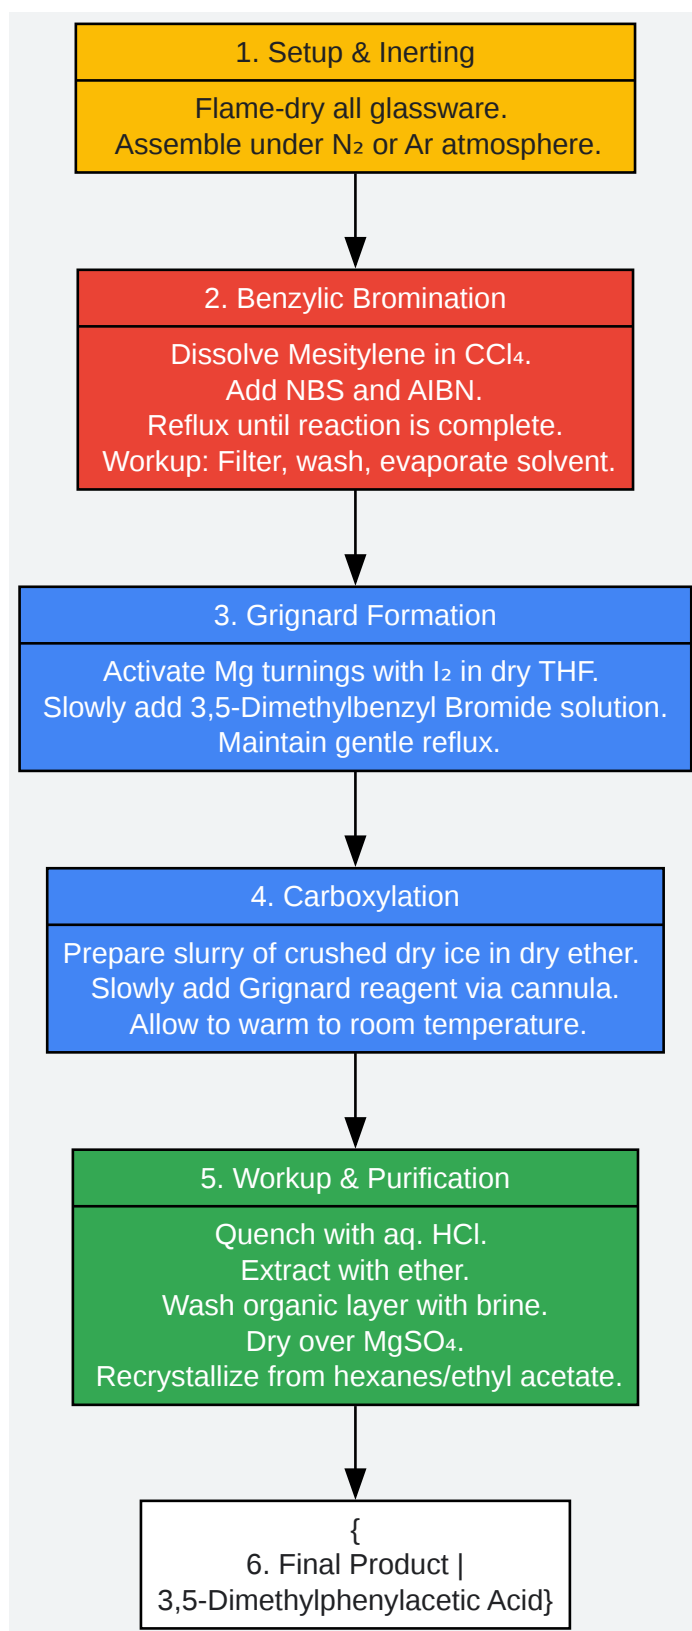 1. Setup & Inerting
Flame-dry all glassware.
Assemble under N₂ or Ar atmosphere.
2. Benzylic Bromination
Dissolve Mesitylene in CCl₄.
Add NBS and AIBN.
Reflux until reaction is complete.
Workup: Filter, wash, evaporate solvent.
3. Grignard Formation
Activate Mg turnings with I₂ in dry THF.
Slowly add 3,5-Dimethylbenzyl Bromide solution.
Maintain gentle reflux.
4. Carboxylation
Prepare slurry of crushed dry ice in dry ether.
Slowly add Grignard reagent via cannula.
Allow to warm to room temperature.
5. Workup & Purification
Quench with aq. HCl.
Extract with ether.
Wash organic layer with brine.
Dry over MgSO₄.
Recrystallize from hexanes/ethyl acetate.
{
6. Final Product |
3,5-Dimethylphenylacetic Acid}